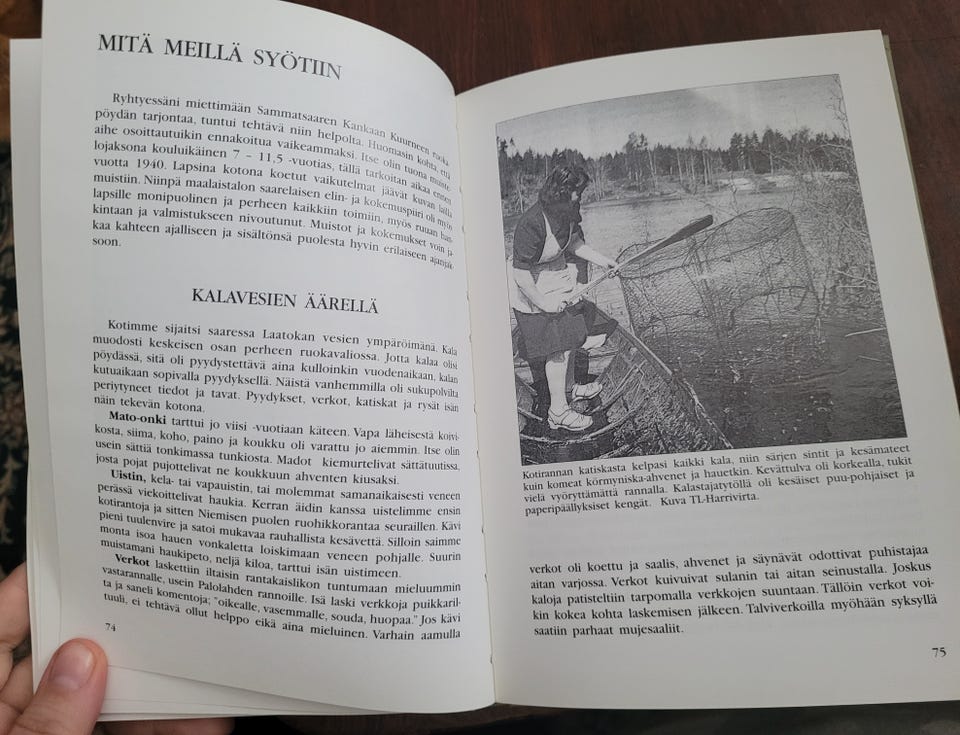 MITÄ MEILLÄ SYÖTIIN
Ryhtyessäni miettimään Sammatsaaren Kankaan Kuurneen ruoka-
pöydän tarjontaa, tuntui tehtävä niin helpolta. Huomasin kohta, että
aihe osoittautuikin ennakoitua vaikeammaksi. Itse olin tuona muiste-
lojaksona kouluikäinen 7 – 11,5 -vuotias, tällä tarkoitan aikaa ennen
vuotta 1940. Lapsina kotona koetut vaikutelmat jäävät kuvan lailla
muistiin. Niinpä maalaistalon saarelaisen elin- ja kokemuspiiri oli myös
lapsille monipuolinen ja perheen kaikkiin toimiin, myös ruuan han-
kintaan ja valmistukseen nivoutunut. Muistot ja kokemukset voin ja-
kaa kahteen ajalliseen ja sisältönsä puolesta hyvin erilaiseen ajanjak-
soon.
KALAVESIEN ÄÄRELLÄ
Kotimme sijaitsi saaressa Laatokan vesien ympäröimänä. Kala
muodosti keskeisen osan perheen ruokavaliossa. Jotta kalaa olisi
pöydässä, sitä oli pyydystettävä aina kulloinkin vuodenaikaan, kalan
kutuaikaan sopivalla pyydyksellä. Näistä vanhemmilla oli sukupolvilta
periytyneet tiedot ja tavat. Pyydykset, verkot, katiskat ja rysät isän
näin tekevän kotona.
Mato-onki tarttui jo viisi -vuotiaan käteen. Vapa läheisestä koivi-
kosta, siima, koho, paino ja koukku oli varattu jo aiemmin. Itse olin
usein sättiä tonkimassa tunkiosta. Madot kiemurtelivat sättätuutissa,
josta pojat pujottelivat ne koukkuun ahventen kiusaksi.
Uistin, kela- tai vapauistin, tai molemmat samanaikaisesti veneen
perässä viekoittelivat haukia. Kerran äidin kanssa uistelimme ensin
kotirantoja ja sitten Niemisen puolen ruohikkorantaa seuraillen. Kävi
pieni tuulenvire ja satoi mukavaa rauhallista kesävettä. Silloin saimme
monta isoa hauen vonkaletta loiskimaan veneen pohjalle. Suurin
muistamani haukipeto, neljä kiloa, tarttui isän uistimeen.
Verkot laskettiin iltaisin rantakaislikon tuntumaan mieluummin
vastarannalle, usein Palolahden rannoille. Isä laski verkkoja puikkaril-
ta ja saneli komentoja; "oikealle, vasemmalle, souda, huopaa." Jos kävi
tuuli, ei tehtävä ollut helppo eikä aina mieluinen. Varhain aamulla
74
Kotirannan katiskasta kelpasi kaikki kala, niin särjen sintit ja kesämateet
kuin komeat körmyniska-ahvenet ja hauetkin. Kevättulva oli korkealla, tukit
vielä vyöryttämättä rannalla. Kalastajatytöllä oli kesäiset puu-pohjaiset ja
paperipäällyksiset kengät. Kuva TL-Harrivirta.
verkot oli koettu ja saalis, ahvenet ja säynävät odottivat puhistajaa
aitan varjossa. Verkot kuivuivat sulanin tai aitan seinustalla. Joskus
kaloja patisteltiin tarpomalla verkkojen suuntaan. Tällöin verkot voi-
kin kokea kohta laskemisen jälkeen. Talviverkoilla myöhään syksyllä
saatiin parhaat mujesaaliit.
75